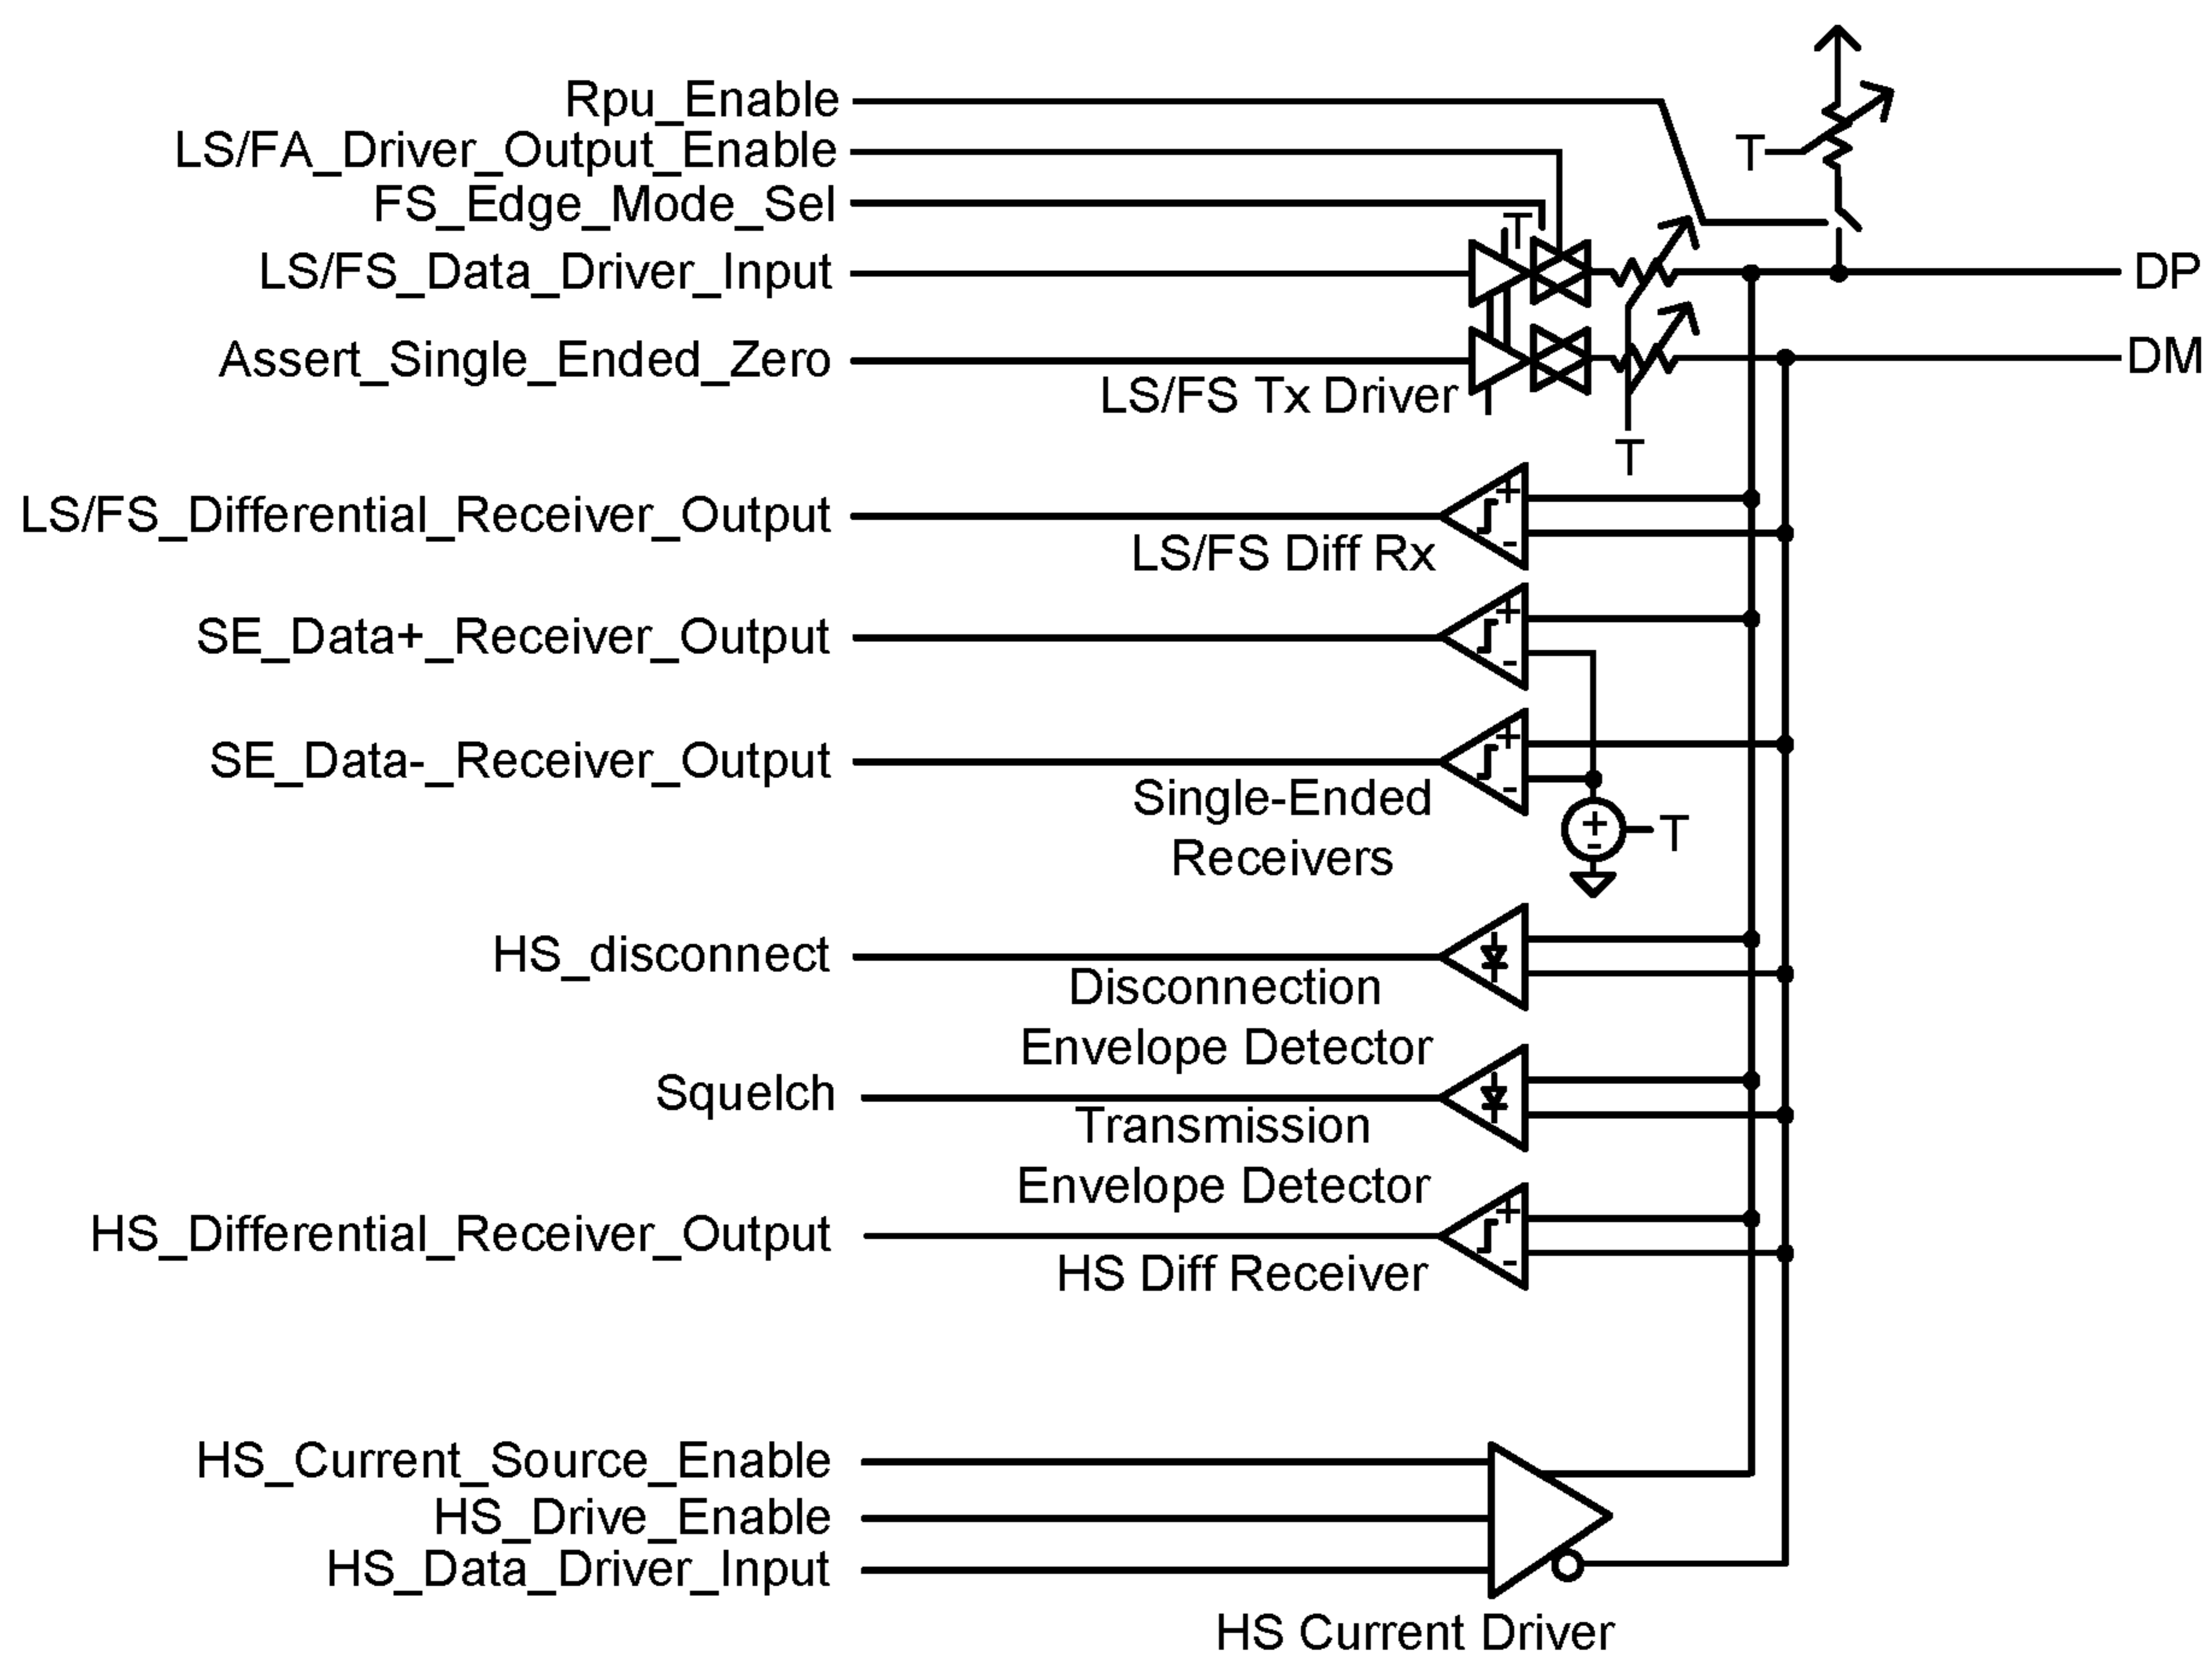 Rpu_Enable
T
LS/FA_Driver_Output_Enable
FS_Edge_Mode_Sel
T
LS/FS_Data_Driver_Input
DP
Assert_Single_Ended_Zero
DM
LS/FS Tx Driver
T
LS/FS_Differential_Receiver_Output
+
-
LS/FS Diff Rx
SE_Data+_Receiver_Output
+
-
SE_Data-_Receiver_Output
+
-
Single-Ended
Receivers
+
-
T
HS_disconnect
Disconnection
Envelope Detector
Squelch
Transmission
Envelope Detector
HS_Differential_Receiver_Output
+
-
HS Diff Receiver
HS_Current_Source_Enable
HS_Drive_Enable
HS_Data_Driver_Input
HS Current Driver